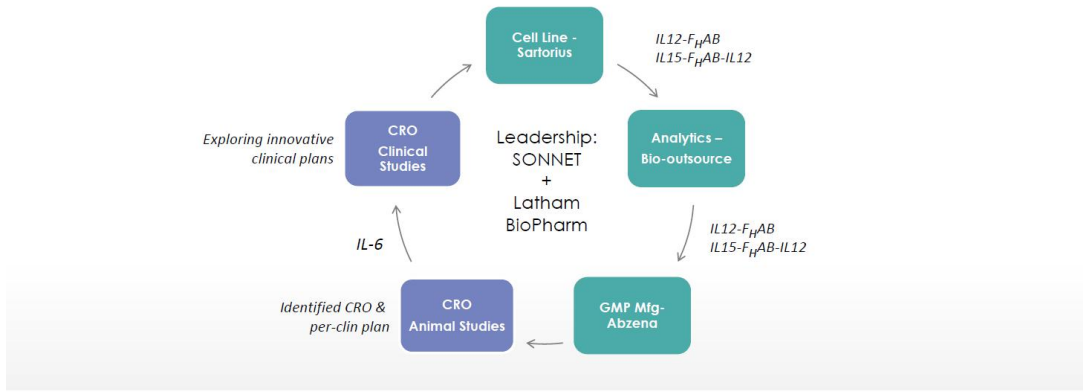 Cell Line -
Sartorius
IL12-FHAB
IL15-FHAB-IL12
Analytics –
Bio-outsource
IL12-FHAB
IL15-FHAB-IL12
GMP Mfg-
Abzena
CRO
Animal Studies
Identified CRO &
per-clin plan
IL-6
CRO
Clinical
Studies
Exploring innovative
clinical plans
Leadership:
SONNET
+
Latham
BioPharm